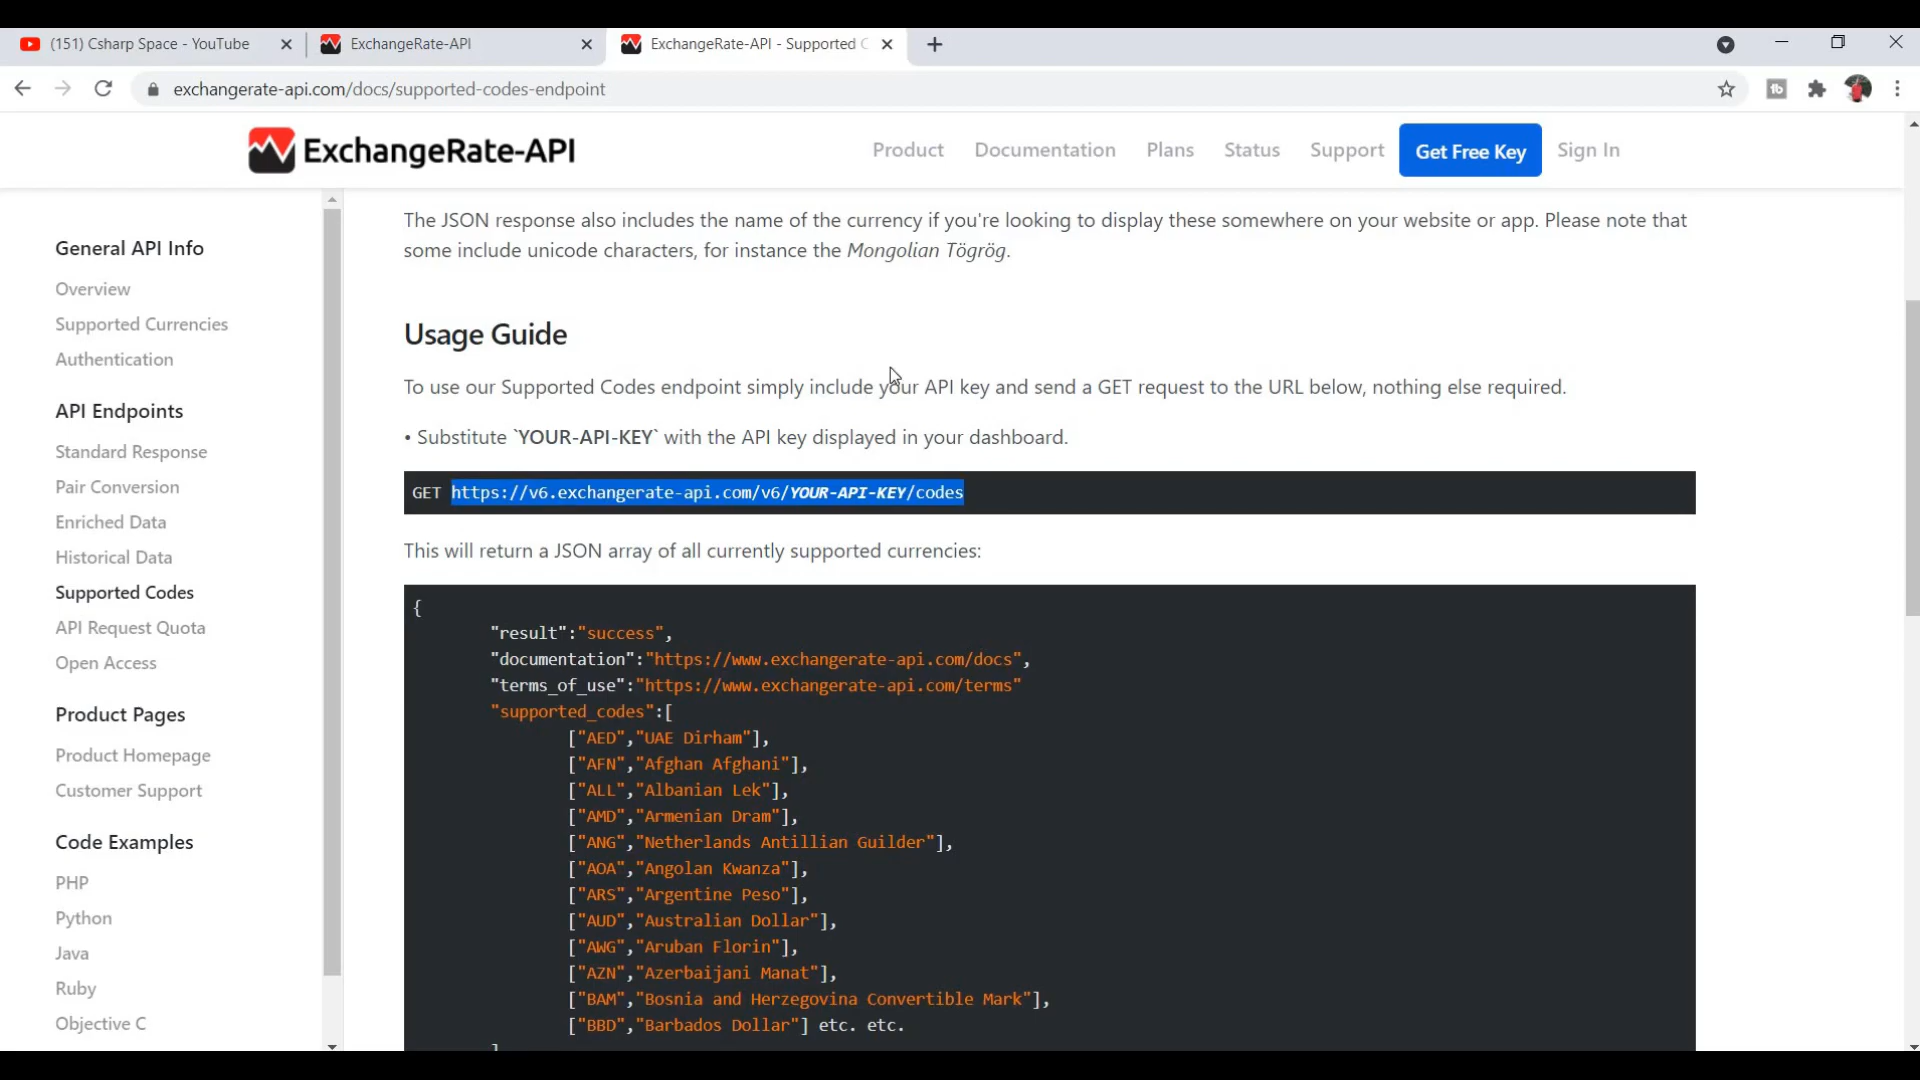 (151) Csharp Space - YouTube
ExchangeRate-API
ExchangeRate-API - Supported C
exchangerate-api.com/docs/supported-codes-endpoint
ExchangeRate-API
Product
Documentation
Plans
Status
Support
Get Free Key
Sign In
General API Info
Overview
Supported Currencies
Authentication
API Endpoints
Standard Response
Pair Conversion
Enriched Data
Historical Data
Supported Codes
API Request Quota
Open Access
Product Pages
Product Homepage
Customer Support
Code Examples
PHP
Python
Java
Ruby
Objective C
The JSON response also includes the name of the currency if you're looking to display these somewhere on your website or app. Please note that
some include unicode characters, for instance the Mongolian Tögrög.
Usage Guide
To use our Supported Codes endpoint simply include your API key and send a GET request to the URL below, nothing else required.
• Substitute `YOUR-API-KEY` with the API key displayed in your dashboard.
GET https://v6.exchangerate-api.com/v6/YOUR-API-KEY/codes
This will return a JSON array of all currently supported currencies:
{
"result":"success",
"documentation":"https://www.exchangerate-api.com/docs",
"terms_of_use":"https://www.exchangerate-api.com/terms"
"supported_codes":[
["AED","UAE Dirham"],
["AFN","Afghan Afghani"],
["ALL","Albanian Lek"],
["AMD","Armenian Dram"],
["ANG","Netherlands Antillian Guilder"],
["AOA","Angolan Kwanza"],
["ARS","Argentine Peso"],
["AUD","Australian Dollar"],
["AWG","Aruban Florin"],
["AZN","Azerbaijani Manat"],
["BAM","Bosnia and Herzegovina Convertible Mark"],
["BBD","Barbados Dollar"] etc. etc.
]